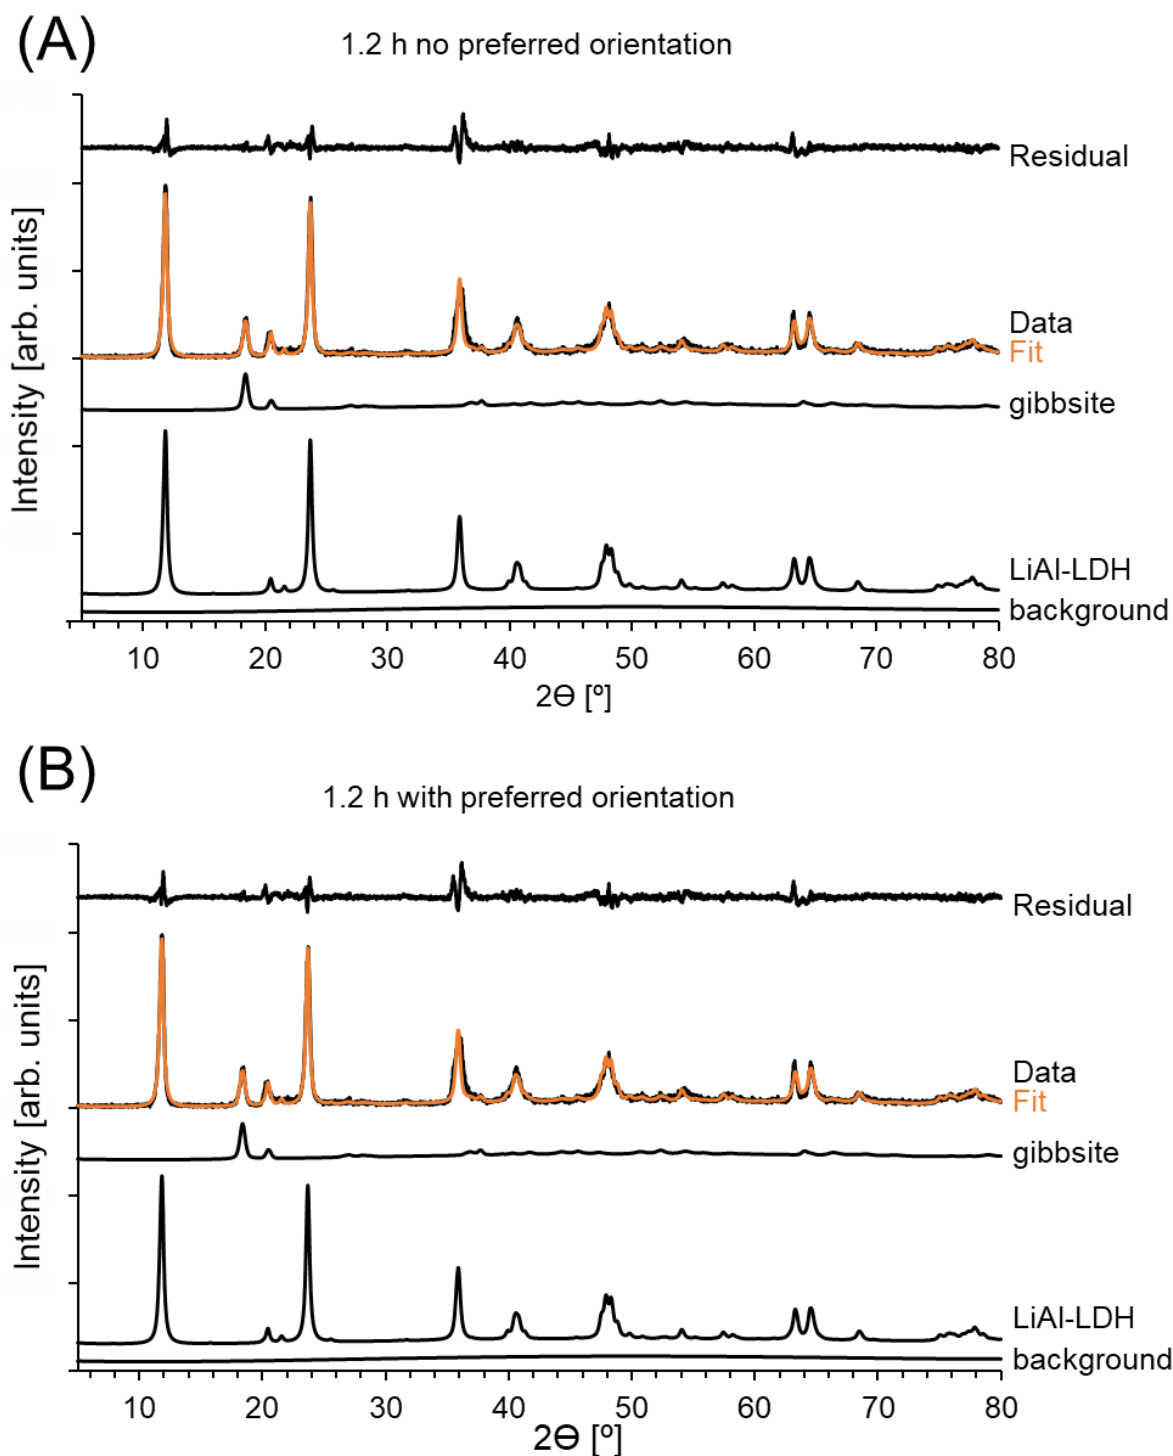 (A)
1.2 h no preferred orientation
Intensity [arb. units]
Residual
Data
Fit
gibbsite
LiAl-LDH
background
10 20 30 40 50 60 70 80
2Θ [º]
(B)
1.2 h with preferred orientation
Intensity [arb. units]
Residual
Data
Fit
gibbsite
LiAl-LDH
background
10 20 30 40 50 60 70 80
2Θ [º]